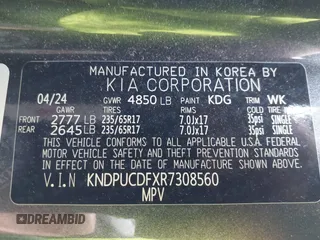 MANUFACTURED IN KOREA BY
KIA CORPORATION
04/24 GVWR 4850 LB PAINT KDG TRIM WK
GAWR TIRES RIMS COLD TIRE INFLATION
FRONT 2777 LB 235/65R17 7.0Jx17 35psi SINGLE
REAR 2645 LB 235/65R17 7.0Jx17 35psi SINGLE
THIS VEHICLE CONFORMS TO ALL APPLICABLE U.S.A. FEDERAL
MOTOR VEHICLE SAFETY AND THEFT PREVENTION STANDARDS
IN EFFECT ON THE DATE OF MANUFACTURE SHOWN ABOVE.
V.I.N KNDPUCDFXR7308560
MPV
DREAMBID